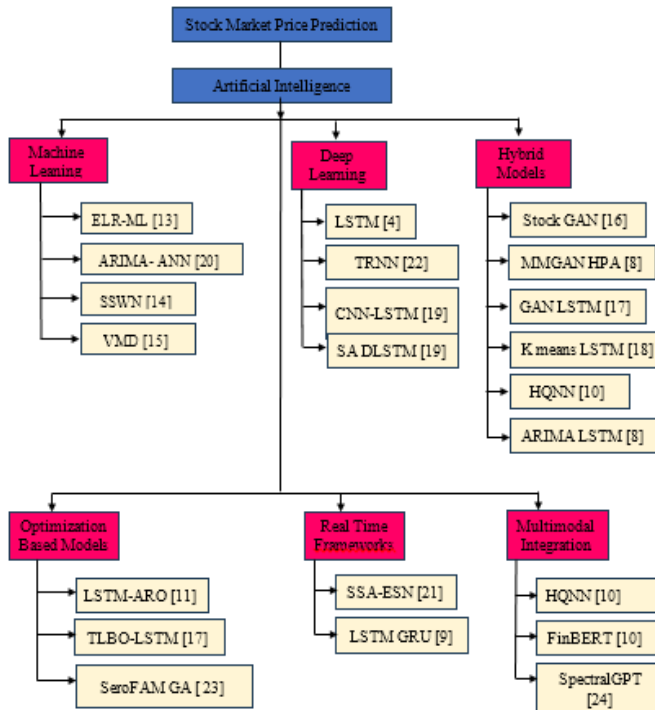 Stock Market Price Prediction
Artificial Intelligence
Machine
Leaning
ELR-ML [13]
ARIMA- ANN [20]
SSWN [14]
VMD [15]
Deep
Learning
LSTM [4]
TRNN [22]
CNN-LSTM [19]
SA DLSTM [19]
Hybrid
Models
Stock GAN [16]
MMGAN HPA [8]
GAN LSTM [17]
K means LSTM [18]
HQNN [10]
ARIMA LSTM [8]
Optimization
Based Models
LSTM-ARO [11]
TLBO-LSTM [17]
SeroFAM GA [ 23]
Real Time
Frameworks
SSA-ESN [21]
LSTM GRU [9]
Multimodal
Integration
HQNN [10]
FinBERT [10]
SpectralGPT
[24]